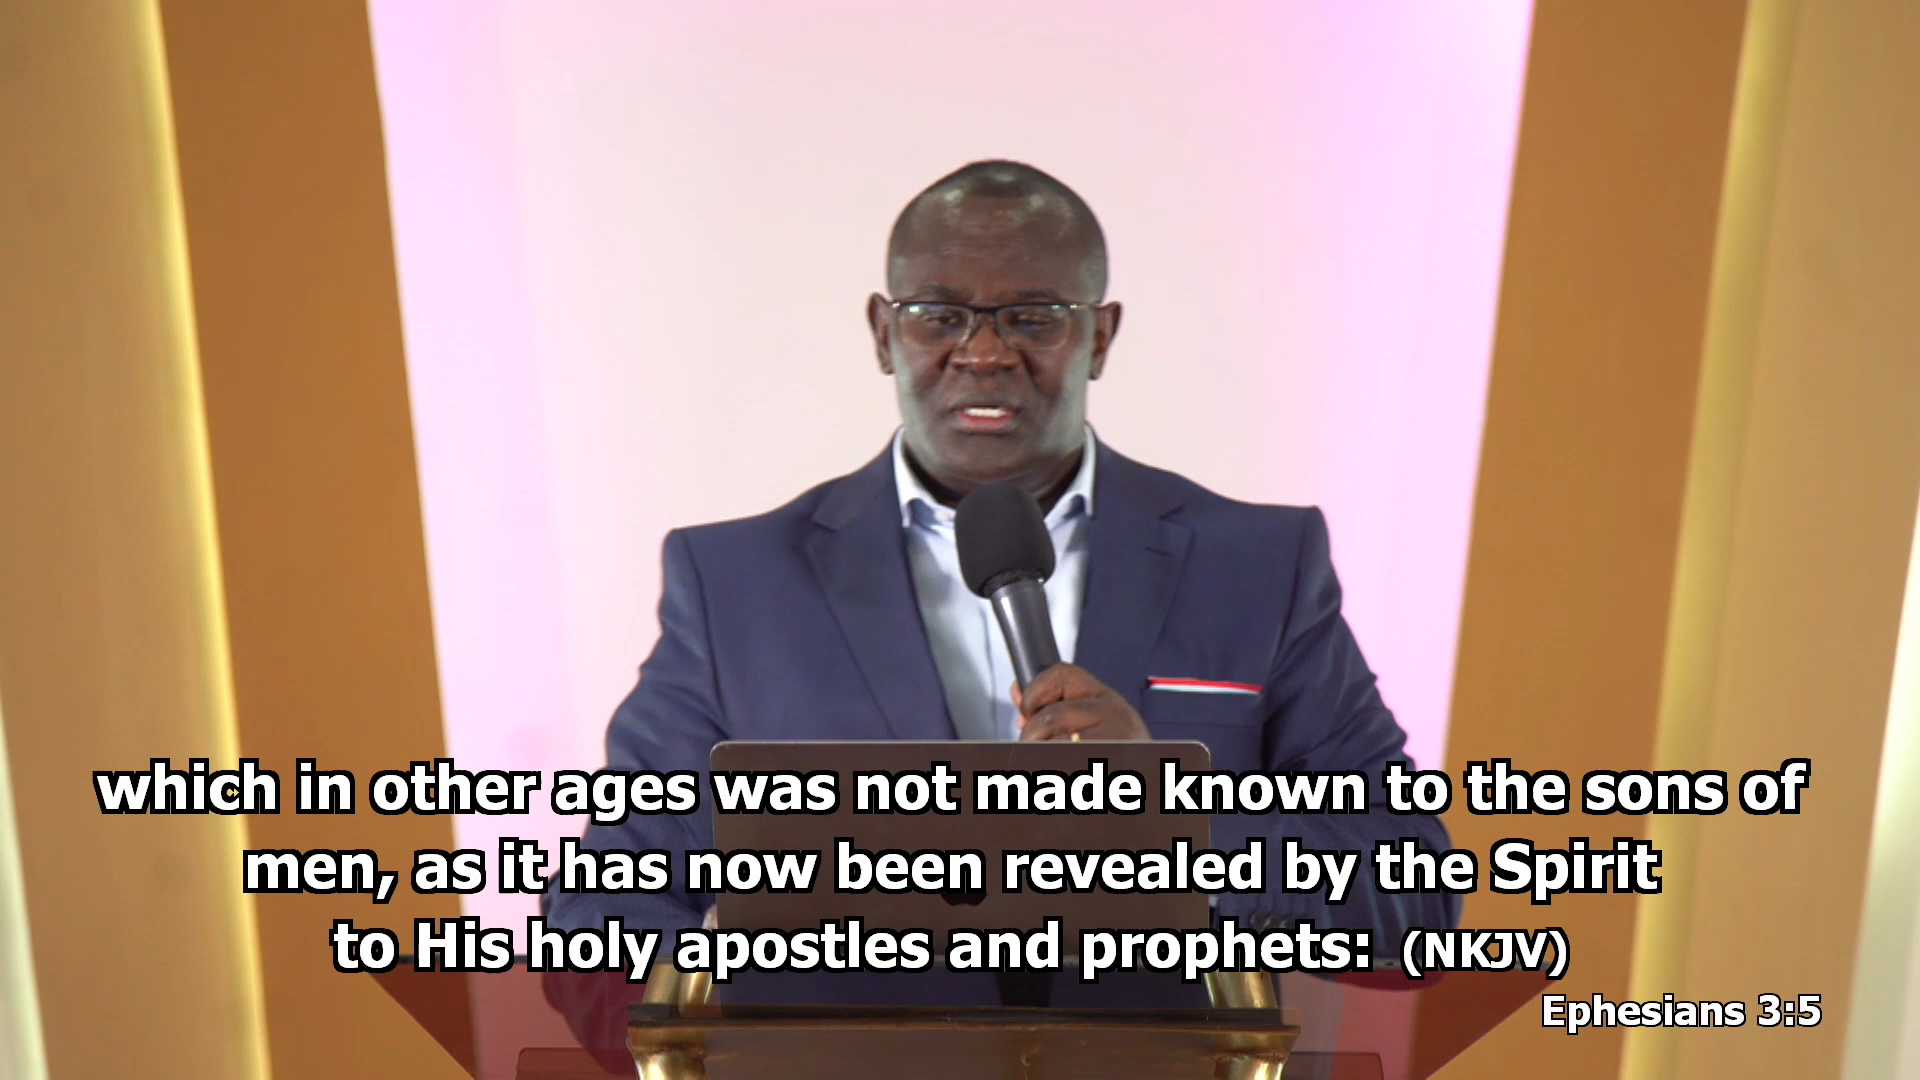 which in other ages was not made known to the sons of
men, as it has now been revealed by the Spirit
to His holy apostles and prophets: (NKJV)
Ephesians 3:5